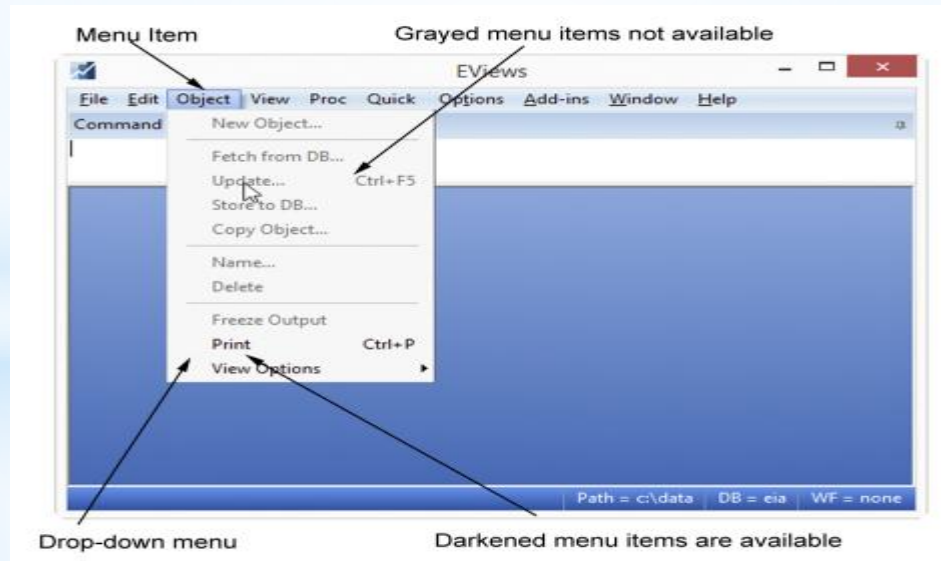 Menu Item
Grayed menu items not available
EViews
File Edit Object View Proc Quick Options Add-ins Window Help
Command
New Object...
Fetch from DB...
Update... Ctrl+F5
Store to DB...
Copy Object...
Name...
Delete
Freeze Output
Print Ctrl+P
View Options
Path = c:\data DB = eia WF = none
Drop-down menu
Darkened menu items are available